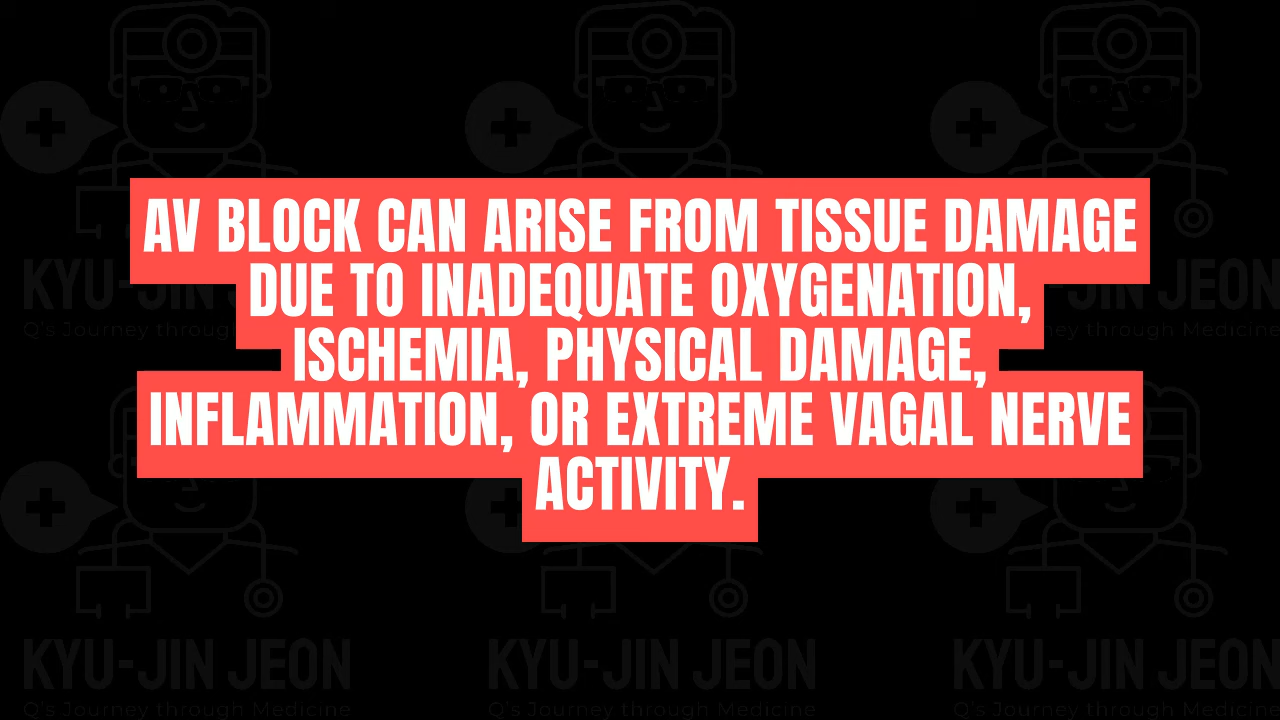 AV BLOCK CAN ARISE FROM TISSUE DAMAGE
DUE TO INADEQUATE OXYGENATION,
ISCHEMIA, PHYSICAL DAMAGE,
INFLAMMATION, OR EXTREME VAGAL NERVE
ACTIVITY.
KYU-JIN JEON
Q's Journey through Medicine
KYU-JIN JEON
Q's Journey through Medicine
KYU-JIN JEON
Q's Journey through Medicine